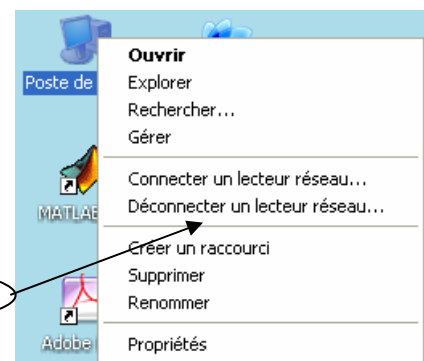 Poste de
Ouvrir
Explorer
Rechercher...
Gérer
Connecter un lecteur réseau...
Déconnecter un lecteur réseau...
MATLAB
Créer un raccourci
Supprimer
Renommer
Adobe
Propriétés